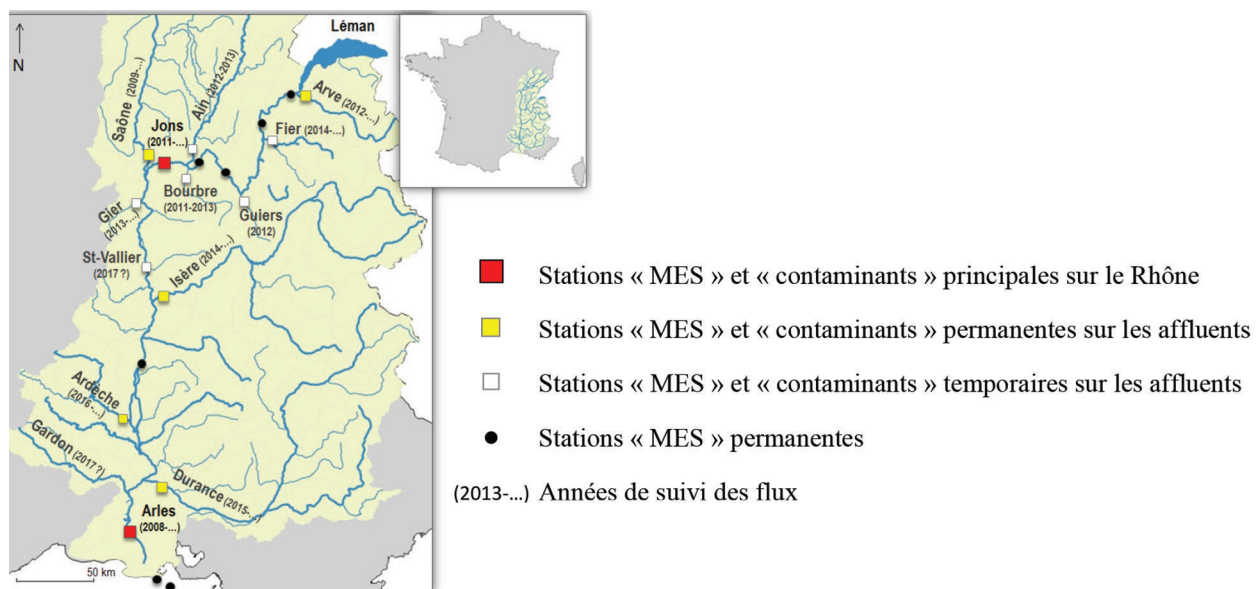 N
Léman
Saône (2009-...)
Ain (2012-2013)
Arve (2012-...)
Jons
(2011-...)
Fier (2014-...)
Bourbre
(2011-2013)
Guiers
(2012)
Gier
(2013-...)
St-Vallier
(2017 ?)
Isère (2014-...)
Ardèche
(2016-...)
Gardon (2017 ?)
Durance (2015-...)
Arles
(2008-...)
50 km
Stations « MES » et « contaminants » principales sur le Rhône
Stations « MES » et « contaminants » permanentes sur les affluents
Stations « MES » et « contaminants » temporaires sur les affluents
Stations « MES » permanentes
(2013-...) Années de suivi des flux